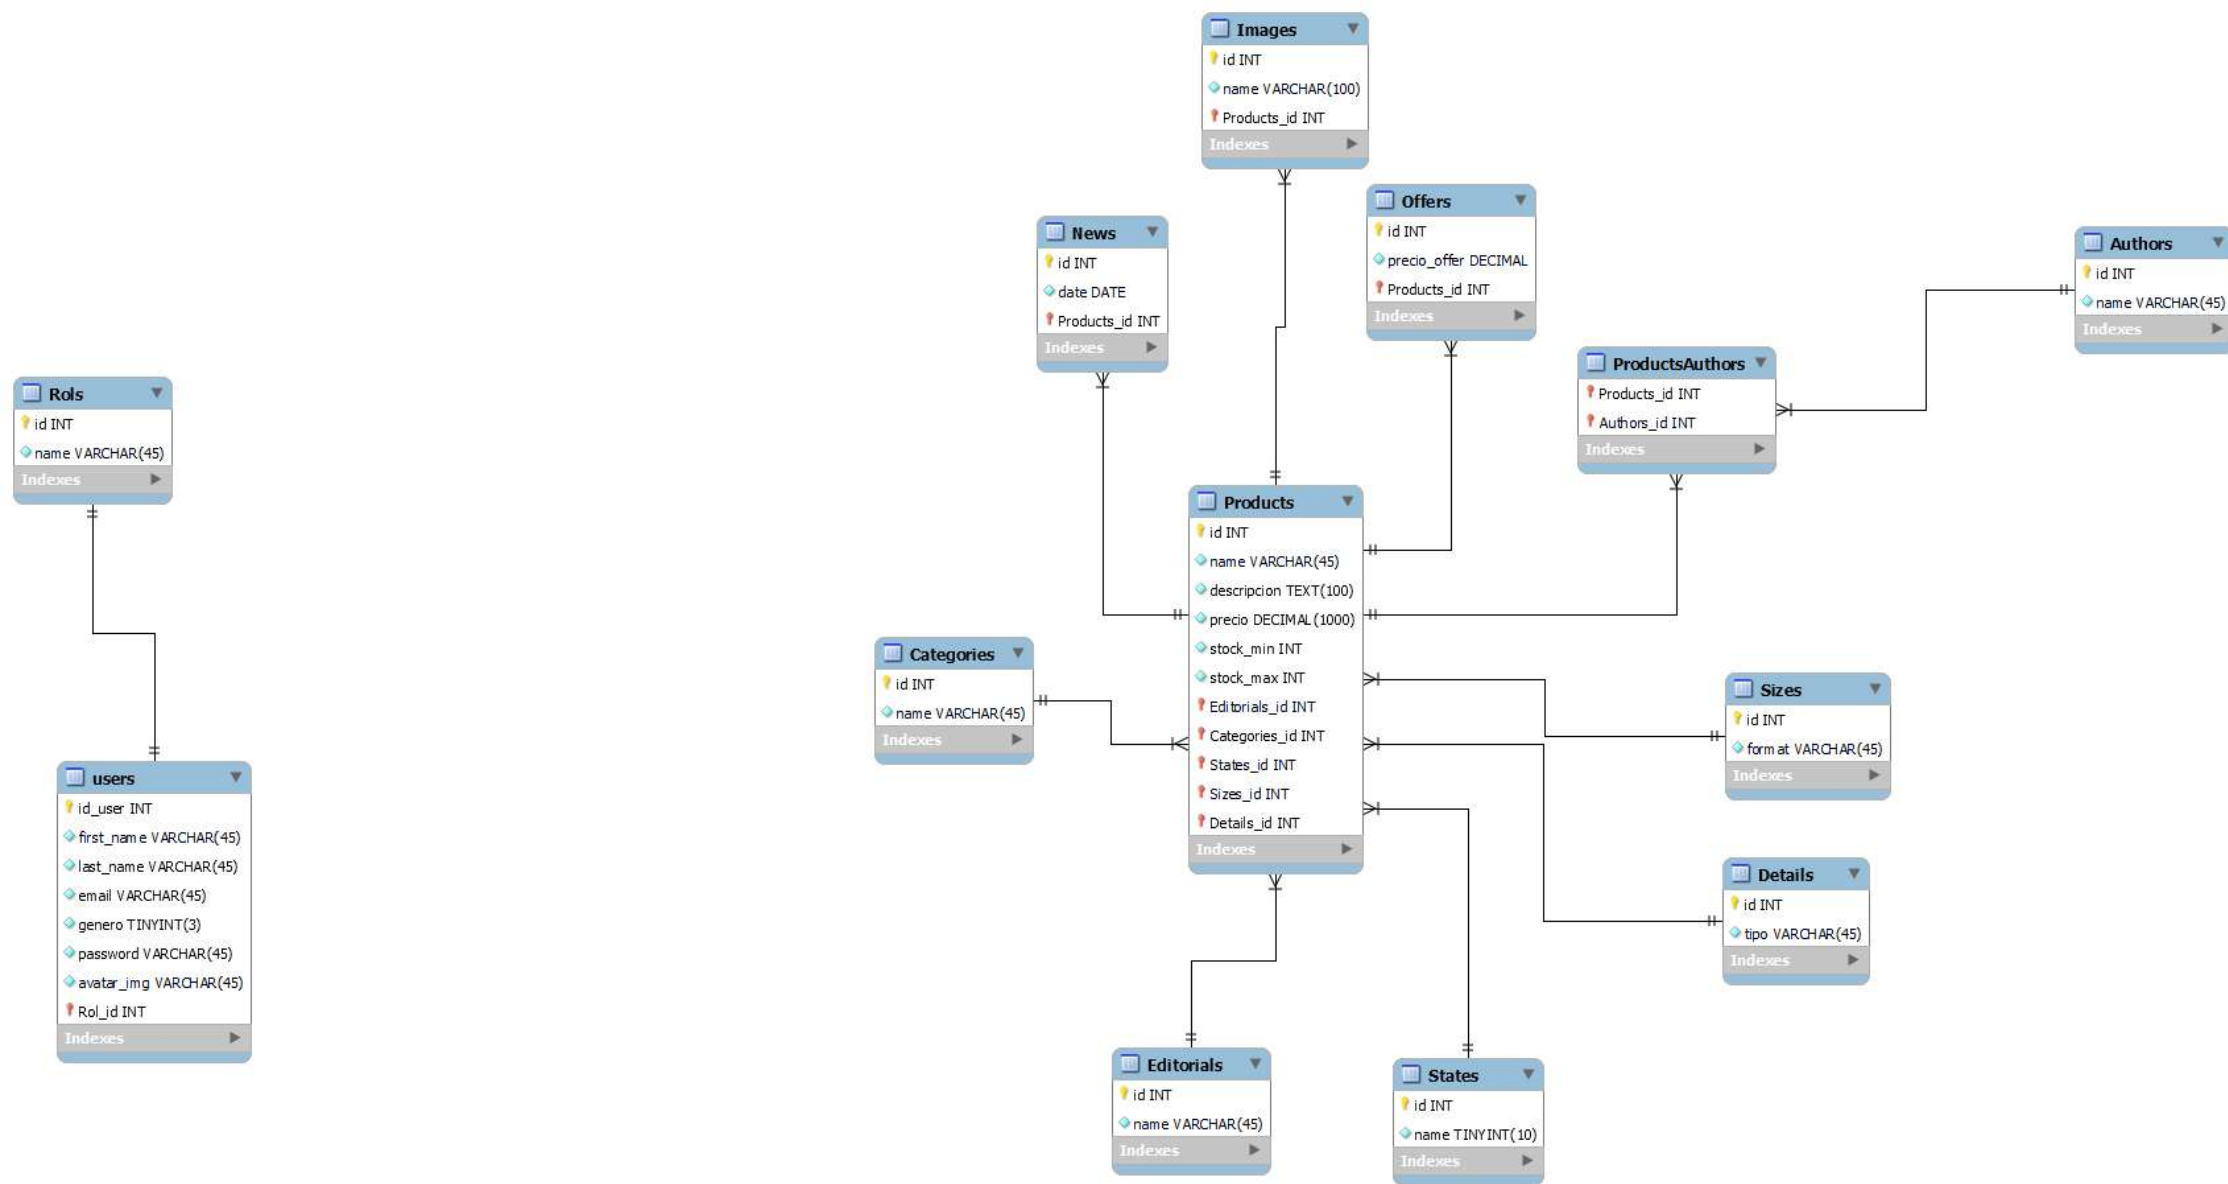 Images
id INT
name VARCHAR(100)
Products_id INT
Indexes
Offers
id INT
precio_offer DECIMAL
Products_id INT
Indexes
News
id INT
date DATE
Products_id INT
Indexes
Authors
id INT
name VARCHAR(45)
Indexes
ProductsAuthors
Products_id INT
Authors_id INT
Indexes
Rols
id INT
name VARCHAR(45)
Indexes
Products
id INT
name VARCHAR(45)
descripcion TEXT(100)
precio DECIMAL(1000)
stock_min INT
stock_max INT
Editorials_id INT
Categories_id INT
States_id INT
Sizes_id INT
Details_id INT
Indexes
Categories
id INT
name VARCHAR(45)
Indexes
Sizes
id INT
format VARCHAR(45)
Indexes
users
id_user INT
first_name VARCHAR(45)
last_name VARCHAR(45)
email VARCHAR(45)
genero TINYINT(3)
password VARCHAR(45)
avatar_img VARCHAR(45)
Rol_id INT
Indexes
Details
id INT
tipo VARCHAR(45)
Indexes
Editorials
id INT
name VARCHAR(45)
Indexes
States
id INT
name TINYINT(10)
Indexes